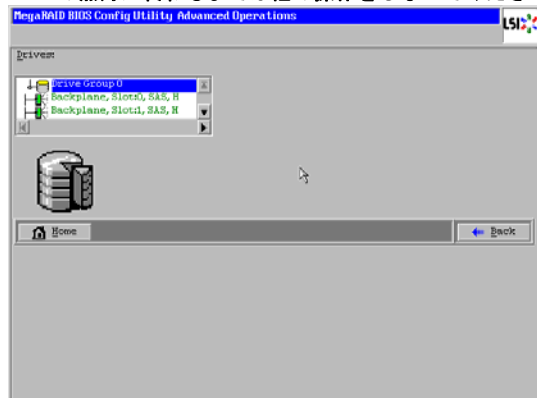 MegaRAID BIOS Config Utility Advanced Operations
LSI
Drives:
Drive Group 0
Backplane, Slot:0, SAS, H
Backplane, Slot:1, SAS, H
Home
Back